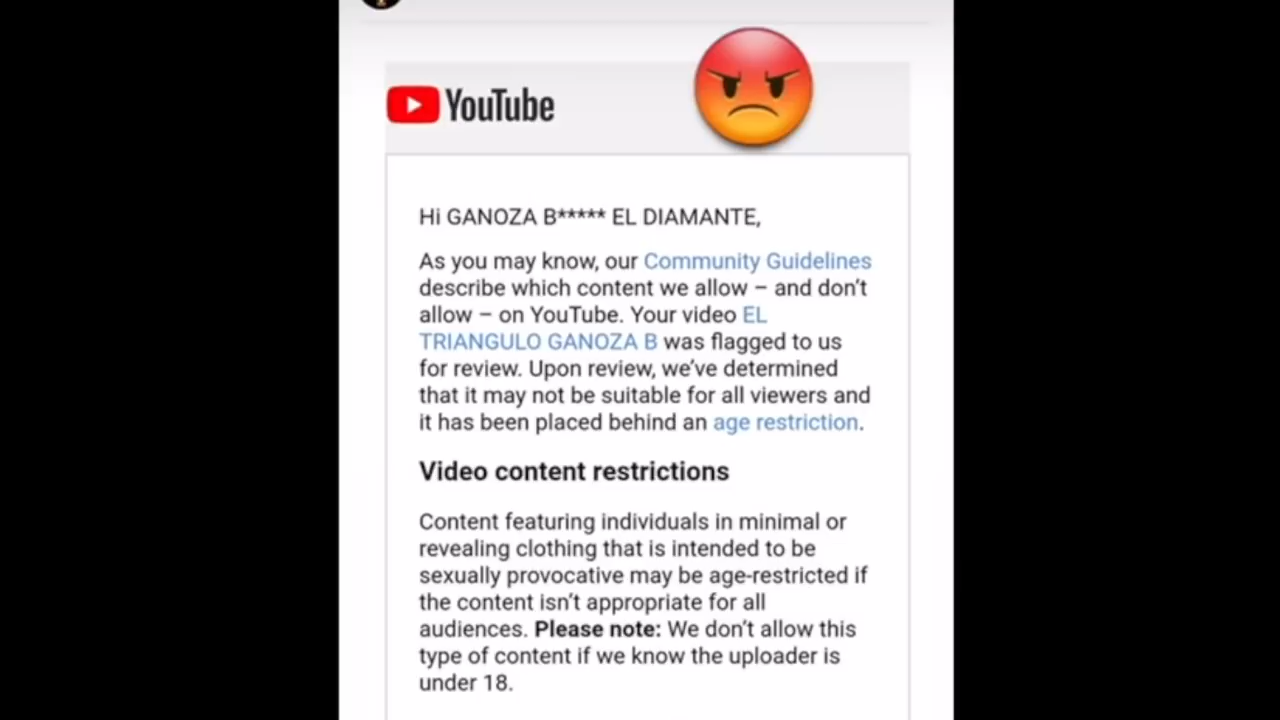 YouTube
Hi GANOZA B***** EL DIAMANTE,
As you may know, our Community Guidelines
describe which content we allow – and don't
allow – on YouTube. Your video EL
TRIANGULO GANOZA B was flagged to us
for review. Upon review, we've determined
that it may not be suitable for all viewers and
it has been placed behind an age restriction.
Video content restrictions
Content featuring individuals in minimal or
revealing clothing that is intended to be
sexually provocative may be age-restricted if
the content isn't appropriate for all
audiences. Please note: We don't allow this
type of content if we know the uploader is
under 18.